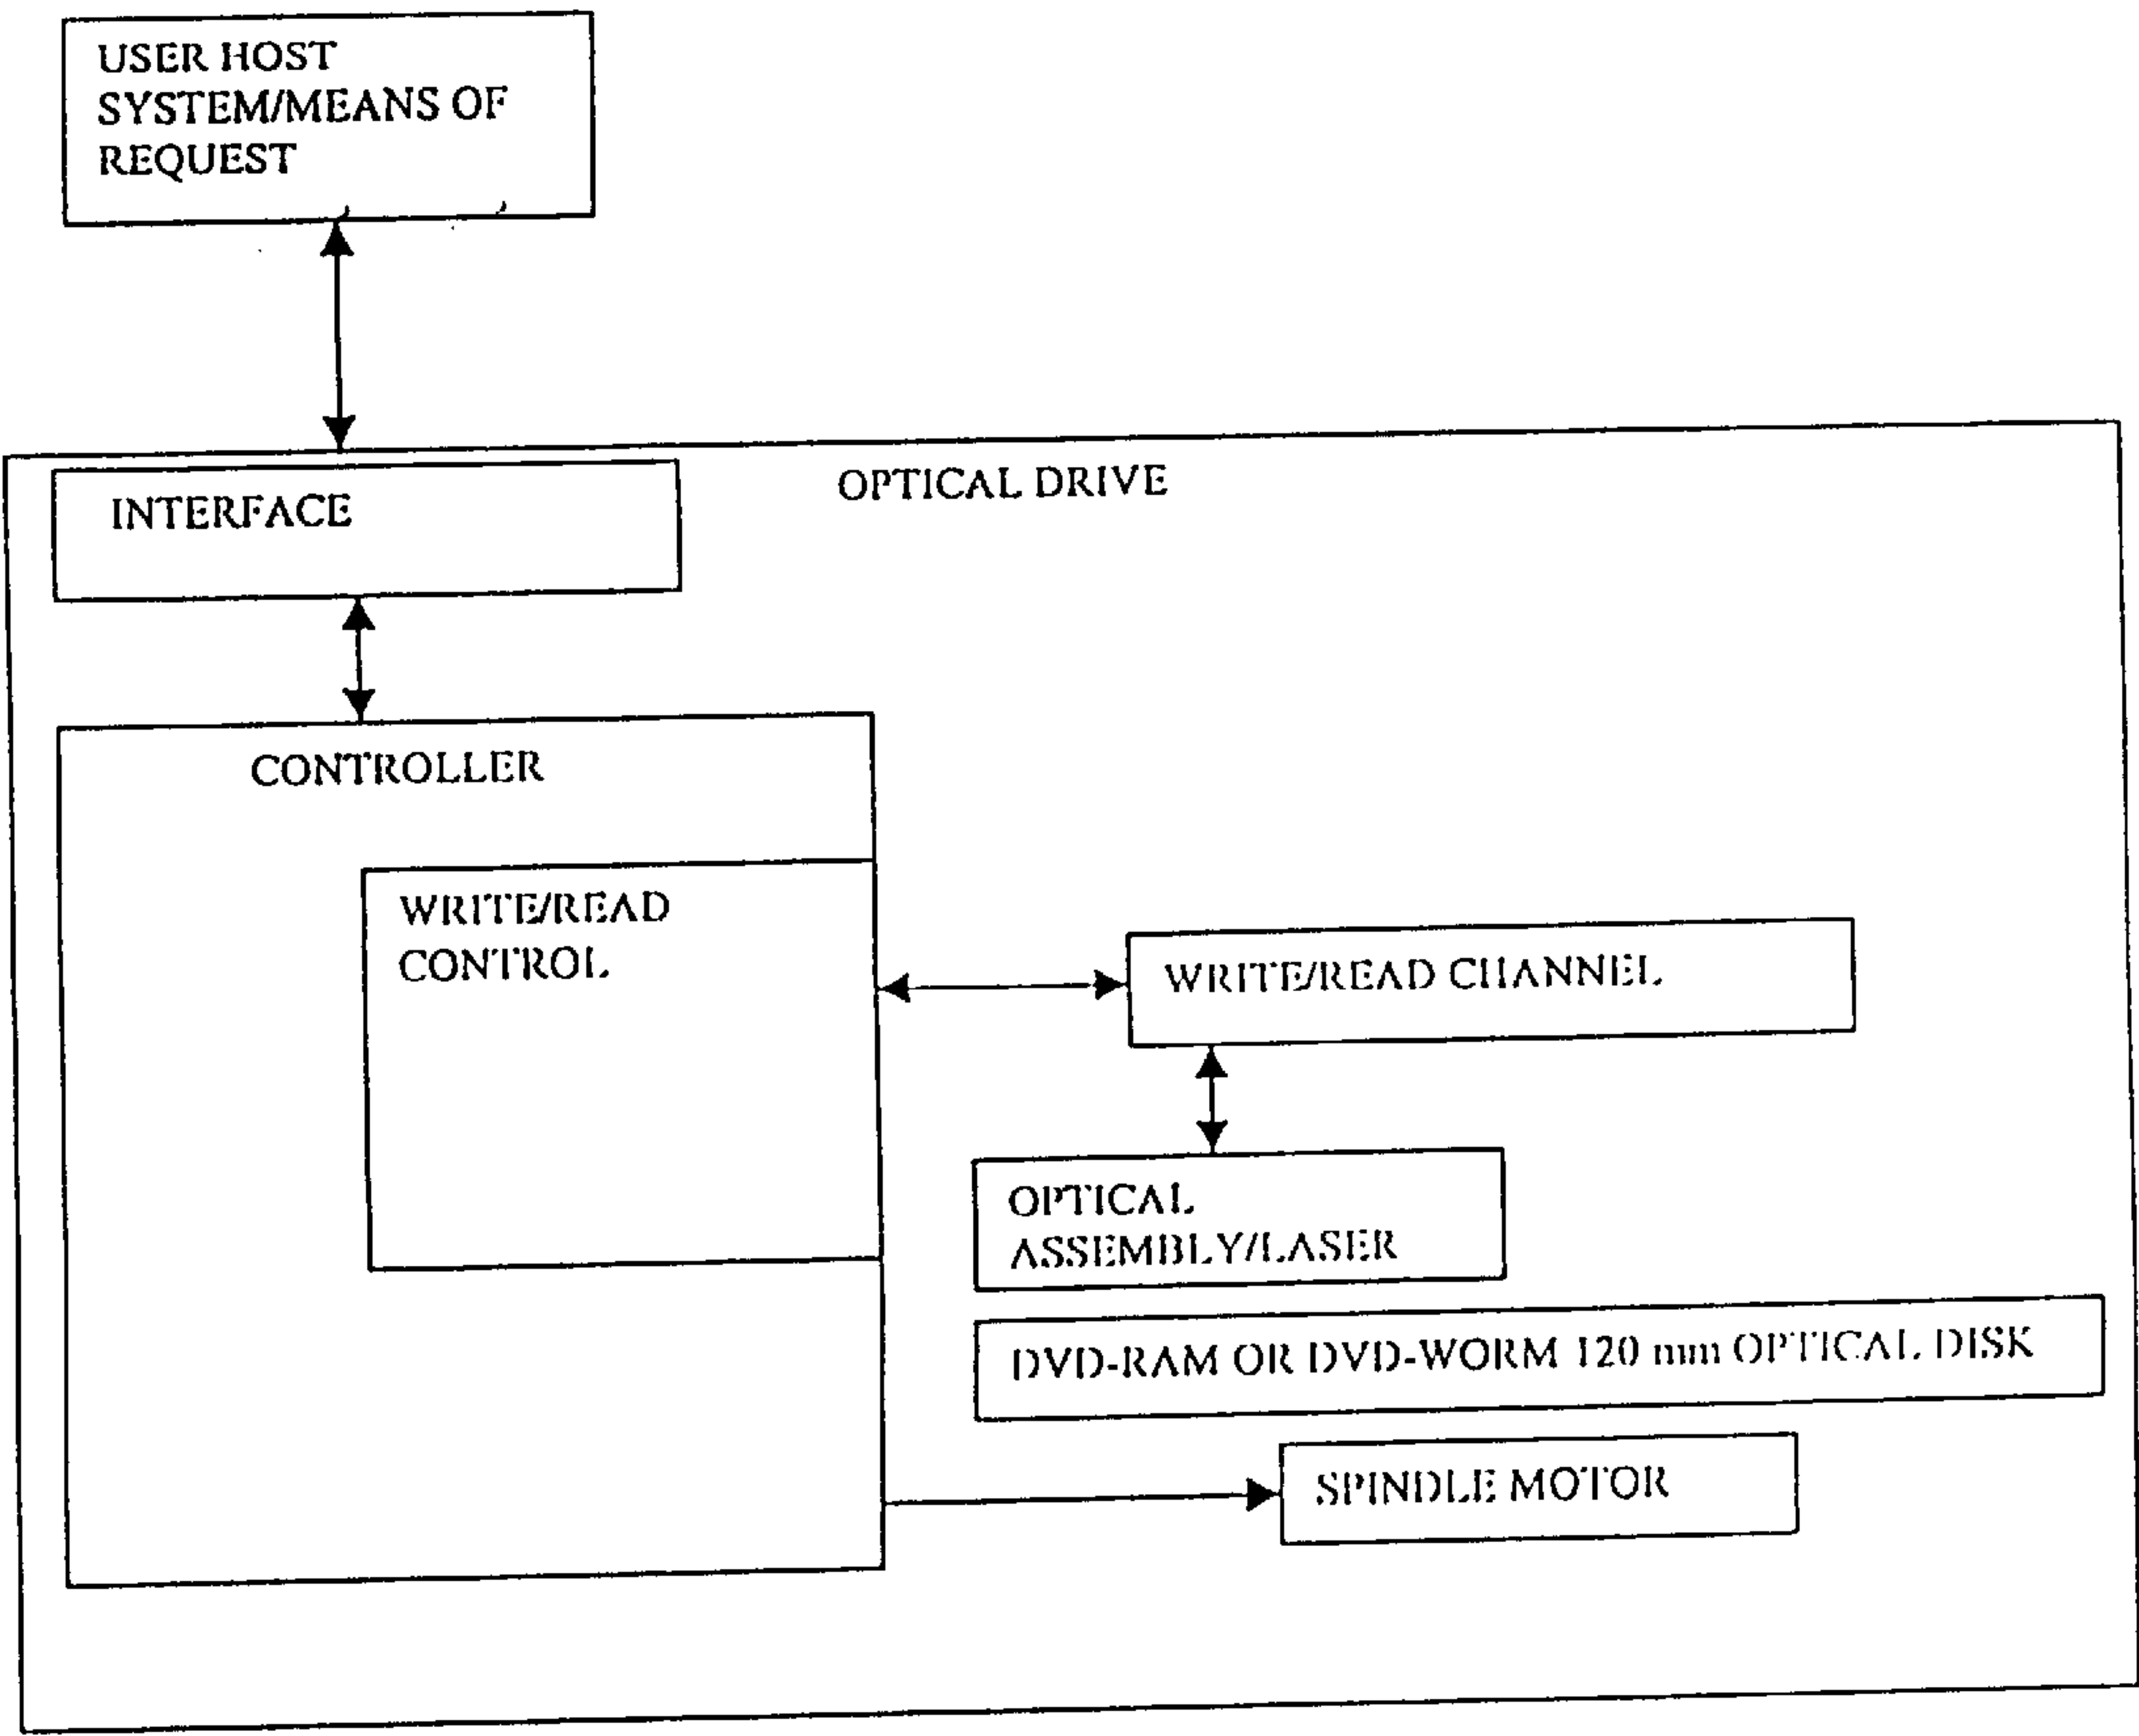 USER HOST
SYSTEM/MEANS OF
REQUEST
OPTICAL DRIVE
INTERFACE
CONTROLLER
WRITE/READ
CONTROL
WRITE/READ CHANNEL
OPTICAL
ASSEMBLY/LASER
DVD-RAM OR DVD-WORM 120 mm OPTICAL DISK
SPINDLE MOTOR